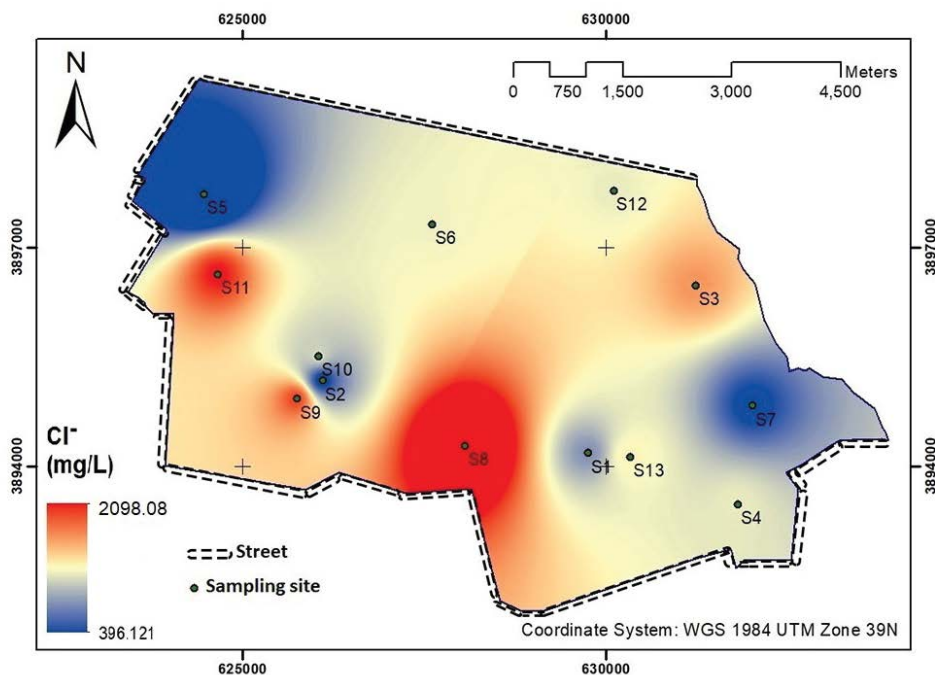 625000 630000
N
Meters
0 750 1,500 3,000 4,500
S5
S12
S6
3897000 3897000
S11
S3
S10
S2
S9
S7
S8
S1
S13
3894000 3894000
S4
Cl⁻
(mg/L)
2098.08
396.121
Street
Sampling site
Coordinate System: WGS 1984 UTM Zone 39N
625000 630000